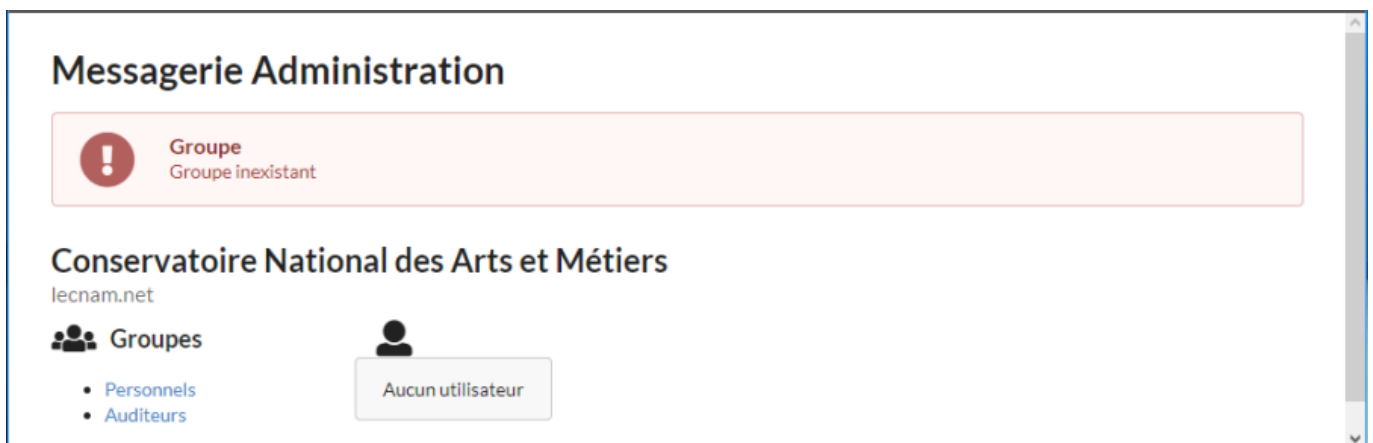 Messagerie Administration
Groupe
Groupe inexistant
Conservatoire National des Arts et Métiers
lecnam.net
Groupes
Personnels
Auditeurs
Aucun utilisateur